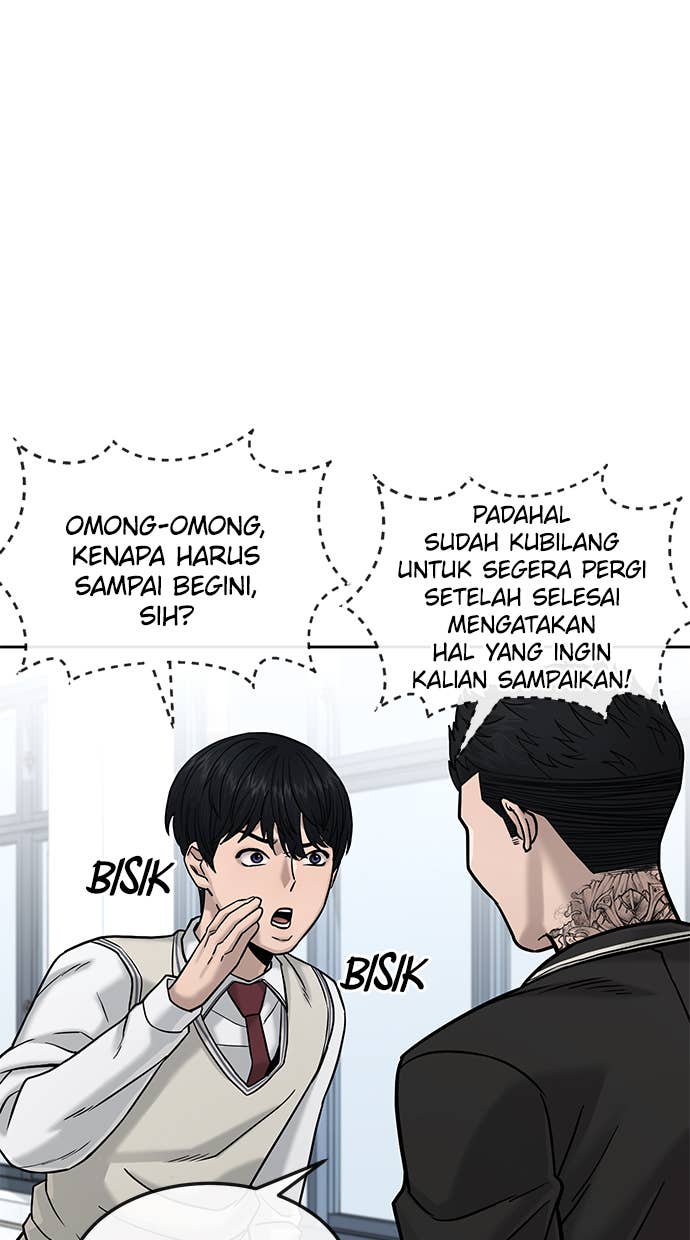 OMONG-OMONG,
KENAPA HARUS
SAMPAI BEGINI,
SIH?
PADAHAL
SUDAH KUBILANG
UNTUK SEGERA PERGI
SETELAH SELESAI
MENGATAKAN
HAL YANG INGIN
KALIAN SAMPAIKAN!
BISIK
BISIK